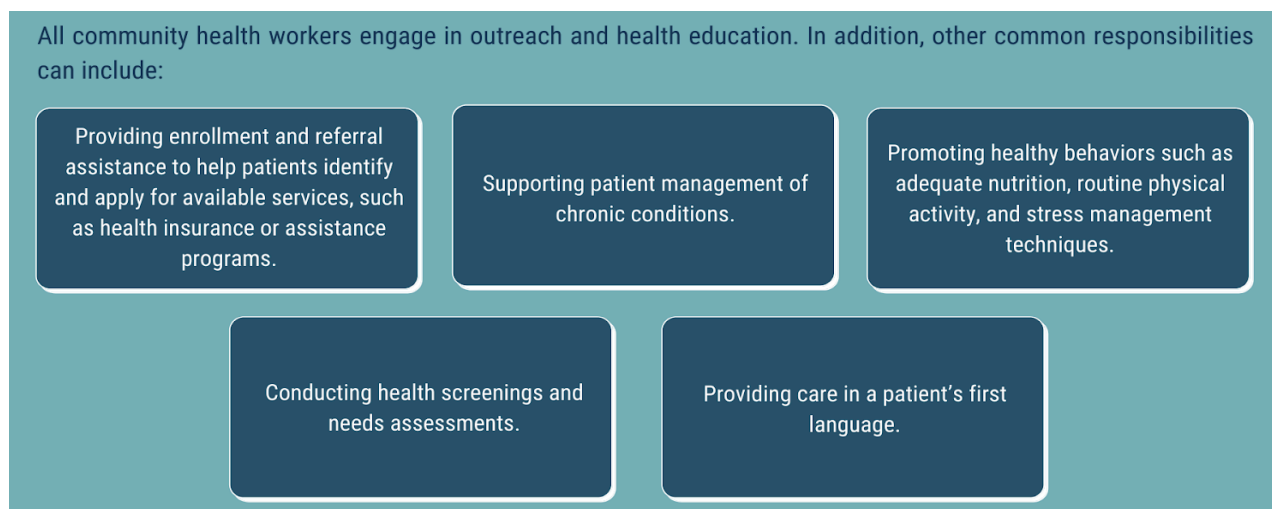 All community health workers engage in outreach and health education. In addition, other common responsibilities
can include:
Providing enrollment and referral
assistance to help patients identify
and apply for available services, such
as health insurance or assistance
programs.
Supporting patient management of
chronic conditions.
Promoting healthy behaviors such as
adequate nutrition, routine physical
activity, and stress management
techniques.
Conducting health screenings and
needs assessments.
Providing care in a patient’s first
language.